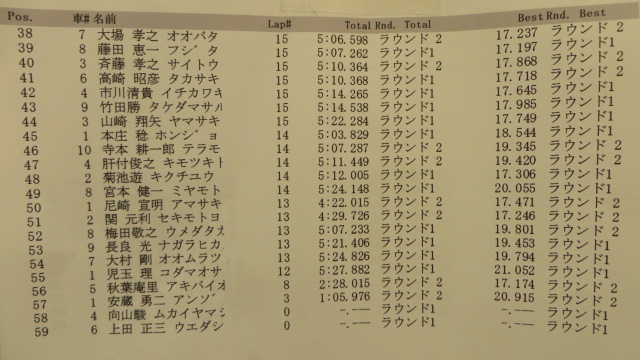 Pos. 車# 名前 Lap# Total Rnd. Total Best Rnd. Best
38 7 大場 孝之 オオバタ 15 5:06.598 ラウンド 2 17.237 ラウンド 2
39 8 藤田 恵一 フジタ 15 5:07.262 ラウンド1 17.197 ラウンド1
40 3 斉藤 孝之 サイトウ 15 5:10.364 ラウンド 2 17.868 ラウンド 2
41 6 高崎 昭彦 タカサキ 15 5:10.368 ラウンド 2 17.718 ラウンド 2
42 4 市川清貴 イチカワキ 15 5:14.265 ラウンド1 17.645 ラウンド1
43 9 竹田勝 タケダマサル 15 5:14.538 ラウンド1 17.985 ラウンド1
44 3 山崎 翔矢 ヤマサキ 15 5:22.284 ラウンド1 17.749 ラウンド1
45 1 本庄 稔 ホンジョ 14 5:03.829 ラウンド1 18.544 ラウンド1
46 10 寺本 耕一郎 テラモ 14 5:07.287 ラウンド 2 19.345 ラウンド 2
47 4 肝付俊之 キモツキト 14 5:11.449 ラウンド 2 19.420 ラウンド 2
48 2 菊池遊 キクチユウ 14 5:12.005 ラウンド1 17.306 ラウンド1
49 8 宮本 健一 ミヤモト 14 5:24.148 ラウンド1 20.055 ラウンド1
50 1 尼崎 宣明 アマサキ 13 4:22.015 ラウンド 2 17.471 ラウンド 2
51 2 関 元利 セキモトヨ 13 4:29.726 ラウンド 2 17.246 ラウンド 2
52 8 梅田敬之 ウメダタカ 13 5:07.233 ラウンド1 19.801 ラウンド 2
53 9 長良 光 ナガラヒカ 13 5:21.406 ラウンド1 19.453 ラウンド1
54 7 大村 剛 オオムラツ 13 5:24.826 ラウンド1 19.794 ラウンド1
55 1 児玉 理 コダマオサ 12 5:27.882 ラウンド1 21.052 ラウンド1
56 5 秋葉庵里 アキバイオ 8 2:28.015 ラウンド 2 17.174 ラウンド 2
57 1 安蔵 勇二 アンゾ 3 1:05.976 ラウンド 2 20.915 ラウンド 2
58 4 向山駿 ムカイヤマシ 0 -.--- ラウンド1 -.--- ラウンド1
59 6 上田 正三 ウエダシ 0 -.--- ラウンド1 -.--- ラウンド1